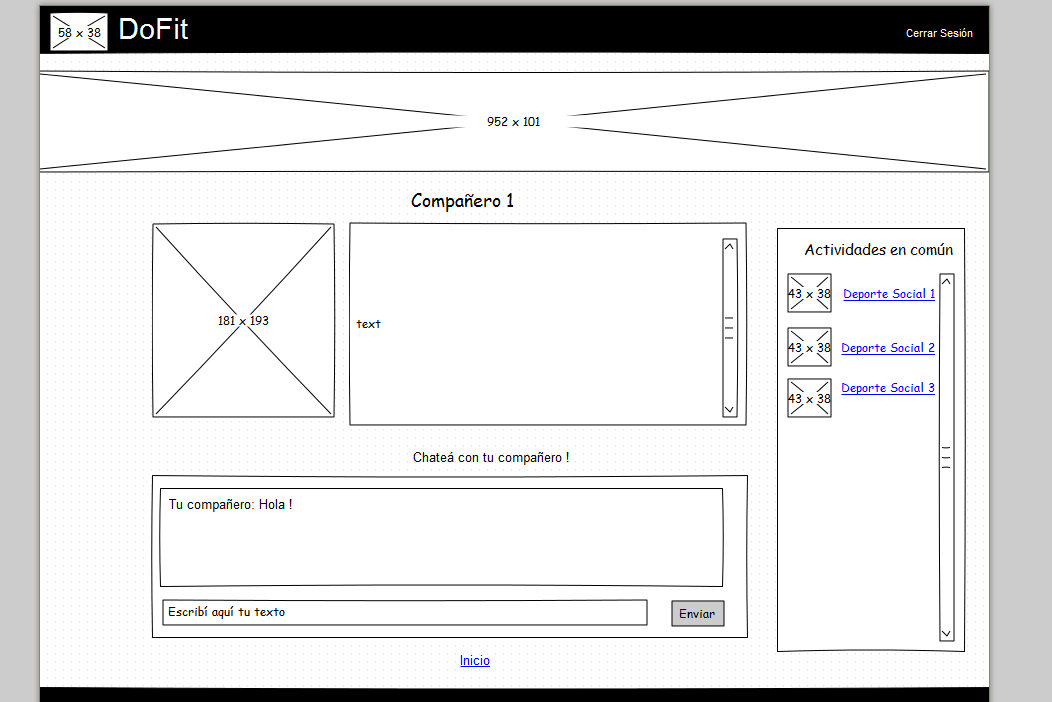 58 x 38
DoFit
Cerrar Sesión
952 x 101
Compañero 1
181 x 193
text
Actividades en común
43 x 38
Deporte Social 1
43 x 38
Deporte Social 2
43 x 38
Deporte Social 3
Chateá con tu compañero !
Tu compañero: Hola !
Escribí aquí tu texto
Enviar
Inicio